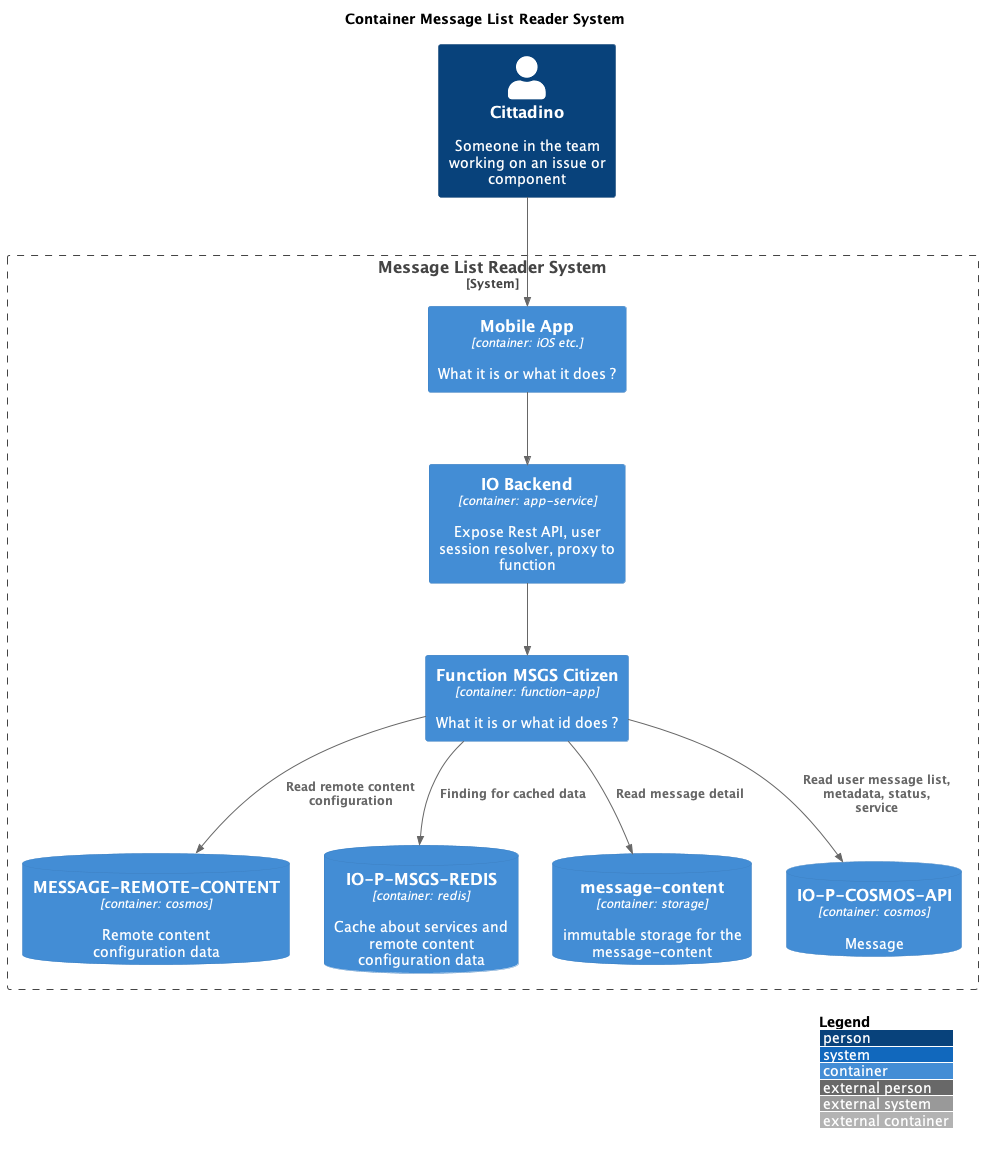 Container Message List Reader System
Cittadino
Someone in the team
working on an issue or
component
Message List Reader System
[System]
Mobile App
[container: iOS etc.]
What it is or what it does ?
IO Backend
[container: app-service]
Expose Rest API, user
session resolver, proxy to
function
Function MSGS Citizen
[container: function-app]
What it is or what id does ?
Read remote content
configuration
Finding for cached data
Read message detail
Read user message list,
metadata, status,
service
MESSAGE-REMOTE-CONTENT
[container: cosmos]
Remote content
configuration data
IO-P-MSGS-REDIS
[container: redis]
Cache about services and
remote content
configuration data
message-content
[container: storage]
immutable storage for the
message-content
IO-P-COSMOS-API
[container: cosmos]
Message
Legend
person
system
container
external person
external system
external container